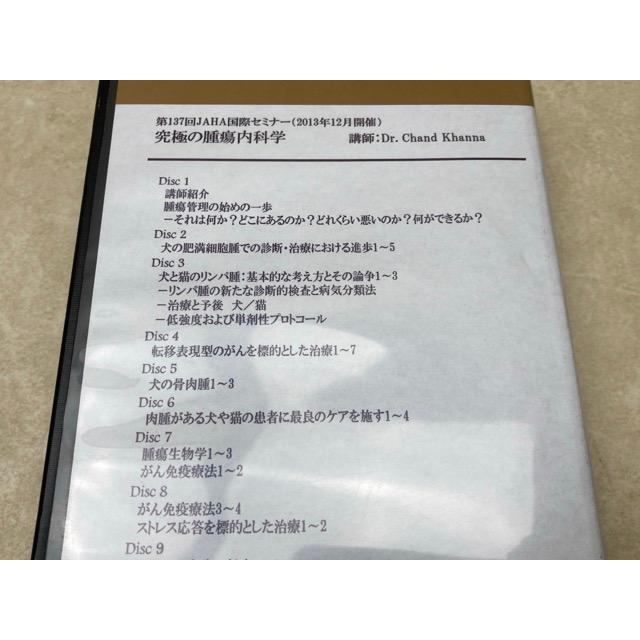 第137回JAHA国際セミナー(2013年12月開催)
究極の腫瘍内科学 講師:Dr. Chand Khanna
Disc 1
講師紹介
腫瘍管理の始めの一歩
－それは何か?どこにあるのか?どれくらい悪いのか?何ができるか?
Disc 2
犬の肥満細胞腫での診断・治療における進歩1~5
Disc 3
犬と猫のリンパ腫:基本的な考え方とその論争1~3
－リンパ腫の新たな診断的検査と病気分類法
－治療と予後 犬/猫
－低強度および単剤性プロトコール
Disc 4
転移表現型のがんを標的とした治療1~7
Disc 5
犬の骨肉腫1~3
Disc 6
肉腫がある犬や猫の患者に最良のケアを施す1~4
Disc 7
腫瘍生物学1~3
がん免疫療法1~2
Disc 8
がん免疫療法3~4
ストレス応答を標的とした治療1~2
Disc 9